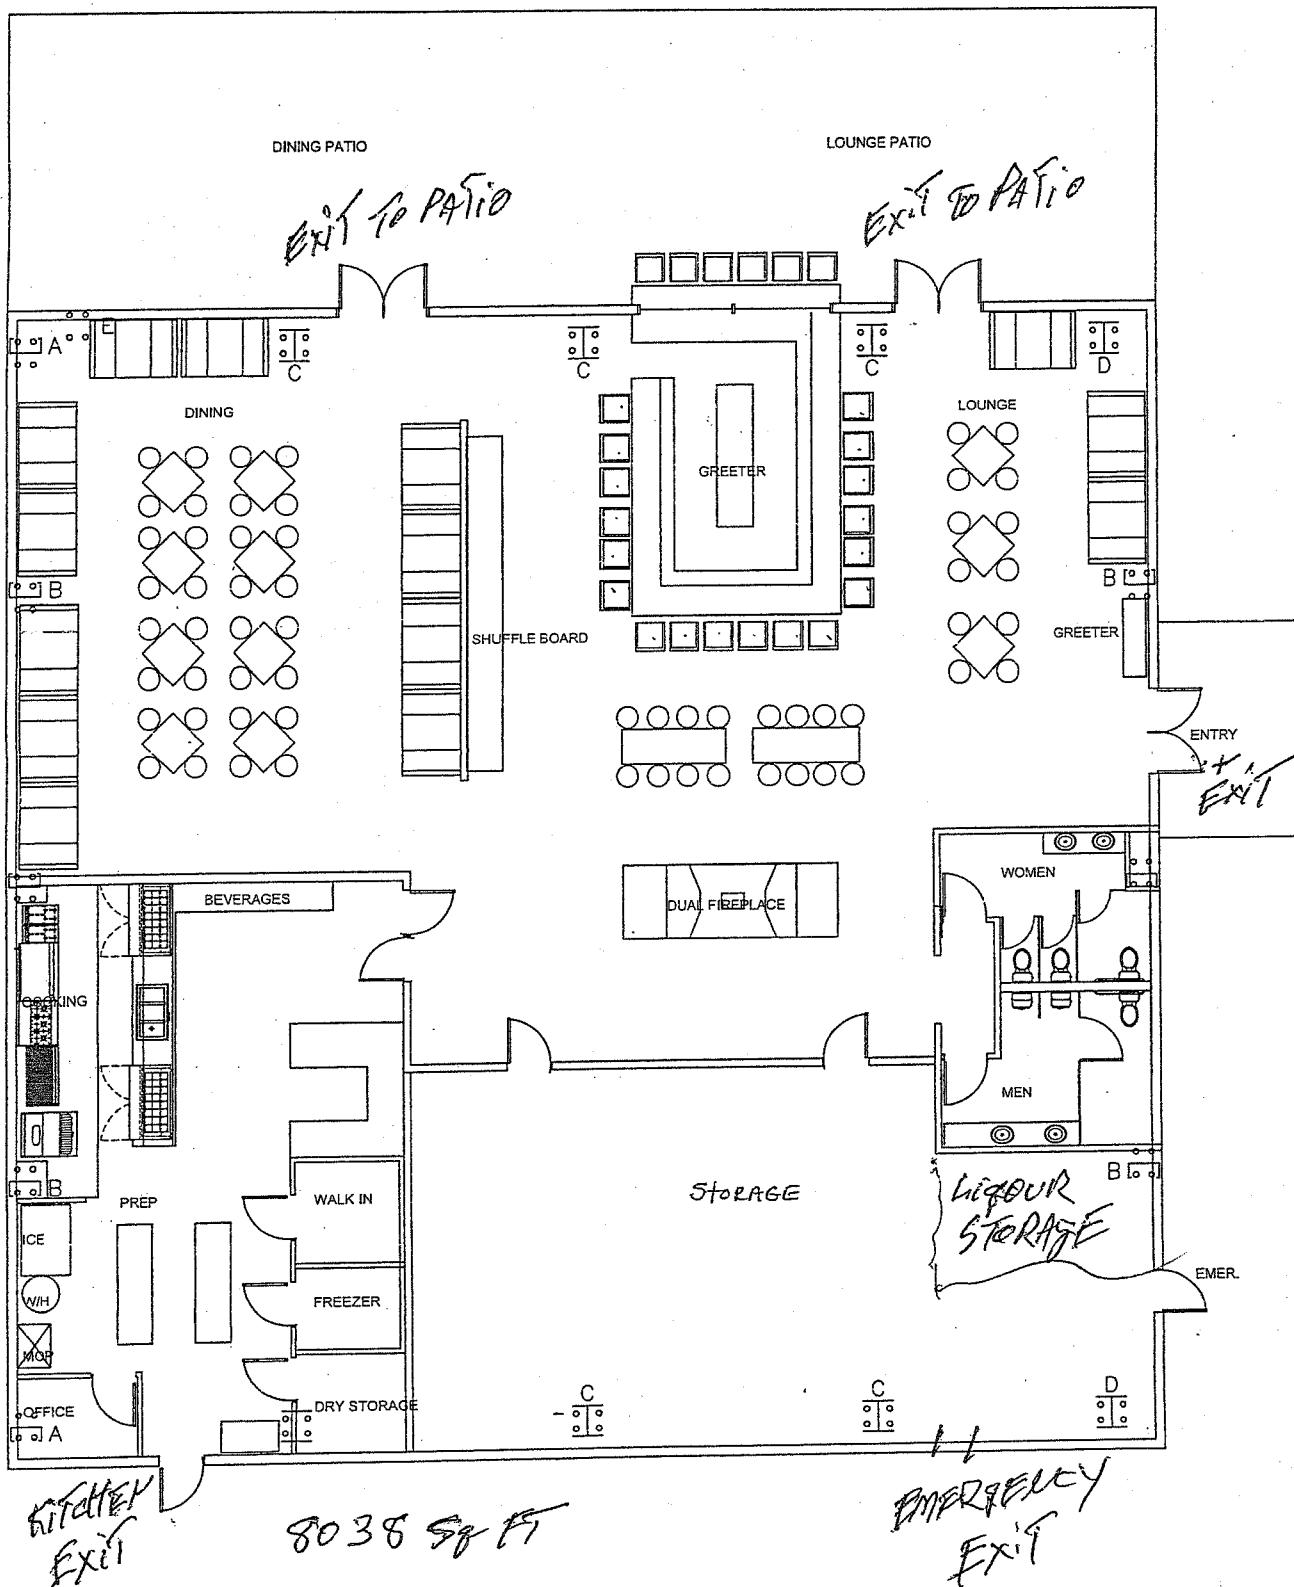 DINING PATIO
LOUNGE PATIO
EXIT TO PATIO
EXIT TO PATIO
A
E
C
C
C
D
DINING
LOUNGE
GREETER
B
B
SHUFFLE BOARD
GREETER
ENTRY
+
EXIT
WOMEN
BEVERAGES
DUAL FIREPLACE
COOKING
MEN
B
PREP
WALK IN
STORAGE
LIQOUR
STORAGE
B
ICE
W/H
FREEZER
EMER.
MOP
OFFICE
A
DRY STORAGE
C
C
D
KITCHEN
EXIT
8038 Sq FT
EMERGENCY
EXIT